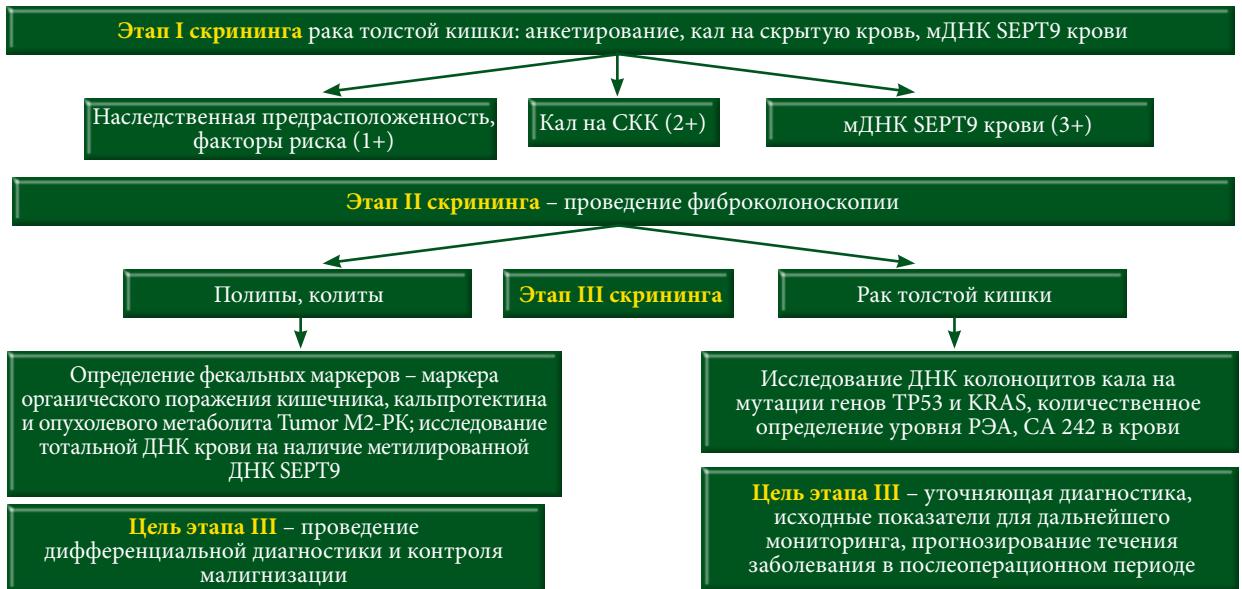 Этап I скрининга рака толстой кишки: анкетирование, кал на скрытую кровь, мДНК SEPT9 крови
Наследственная предрасположенность,
факторы риска (1+)
Кал на СКК (2+)
мДНК SEPT9 крови (3+)
Этап II скрининга – проведение фиброколоноскопии
Полипы, колиты
Этап III скрининга
Рак толстой кишки
Определение фекальных маркеров – маркера
органического поражения кишечника, кальпротектина
и опухолевого метаболита Tumor М2-РК; исследование
тотальной ДНК крови на наличие метилированной
ДНК SEPT9
Исследование ДНК колоноцитов кала на
мутации генов TP53 и KRAS, количественное
определение уровня РЭА, СА 242 в крови
Цель этапа III – проведение
дифференциальной диагностики и контроля
малигнизации
Цель этапа III – уточняющая диагностика,
исходные показатели для дальнейшего
мониторинга, прогнозирование течения
заболевания в послеоперационном периоде